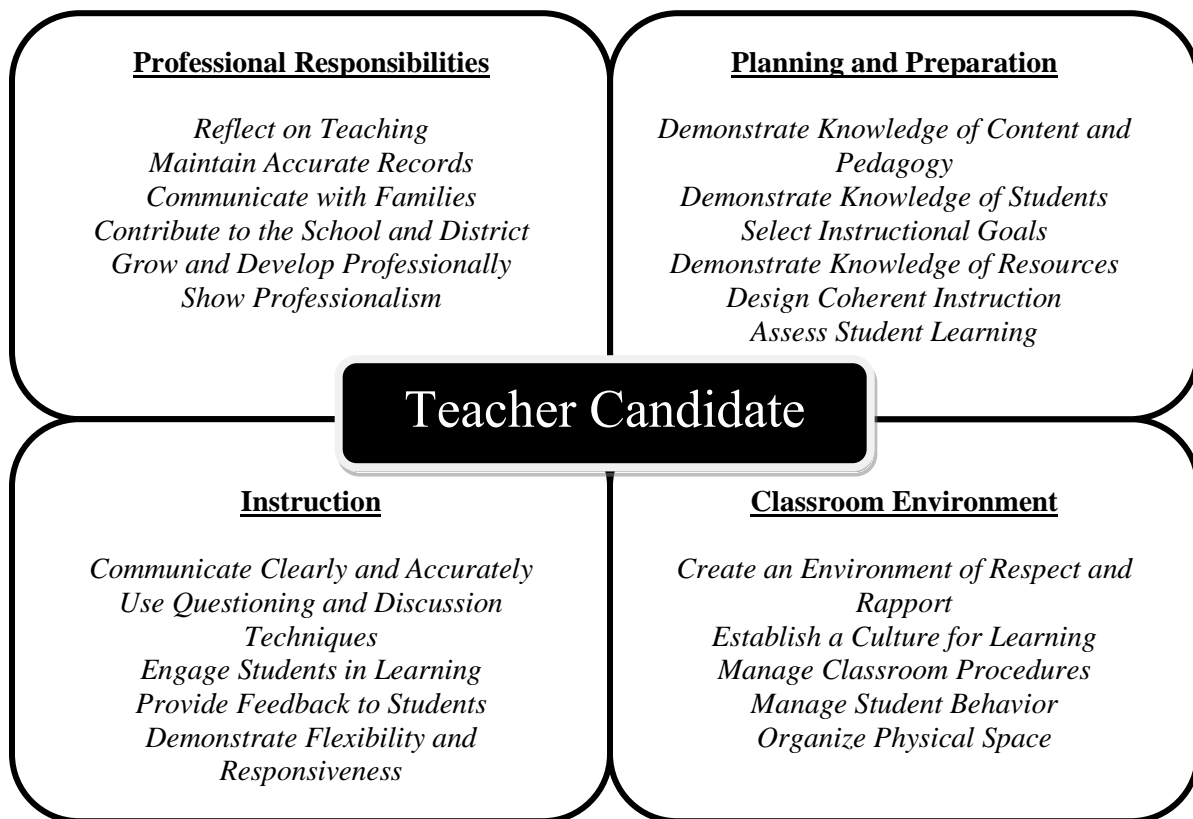 Professional Responsibilities
Reflect on Teaching
Maintain Accurate Records
Communicate with Families
Contribute to the School and District
Grow and Develop Professionally
Show Professionalism
Planning and Preparation
Demonstrate Knowledge of Content and
Pedagogy
Demonstrate Knowledge of Students
Select Instructional Goals
Demonstrate Knowledge of Resources
Design Coherent Instruction
Assess Student Learning
Teacher Candidate
Instruction
Communicate Clearly and Accurately
Use Questioning and Discussion
Techniques
Engage Students in Learning
Provide Feedback to Students
Demonstrate Flexibility and
Responsiveness
Classroom Environment
Create an Environment of Respect and
Rapport
Establish a Culture for Learning
Manage Classroom Procedures
Manage Student Behavior
Organize Physical Space